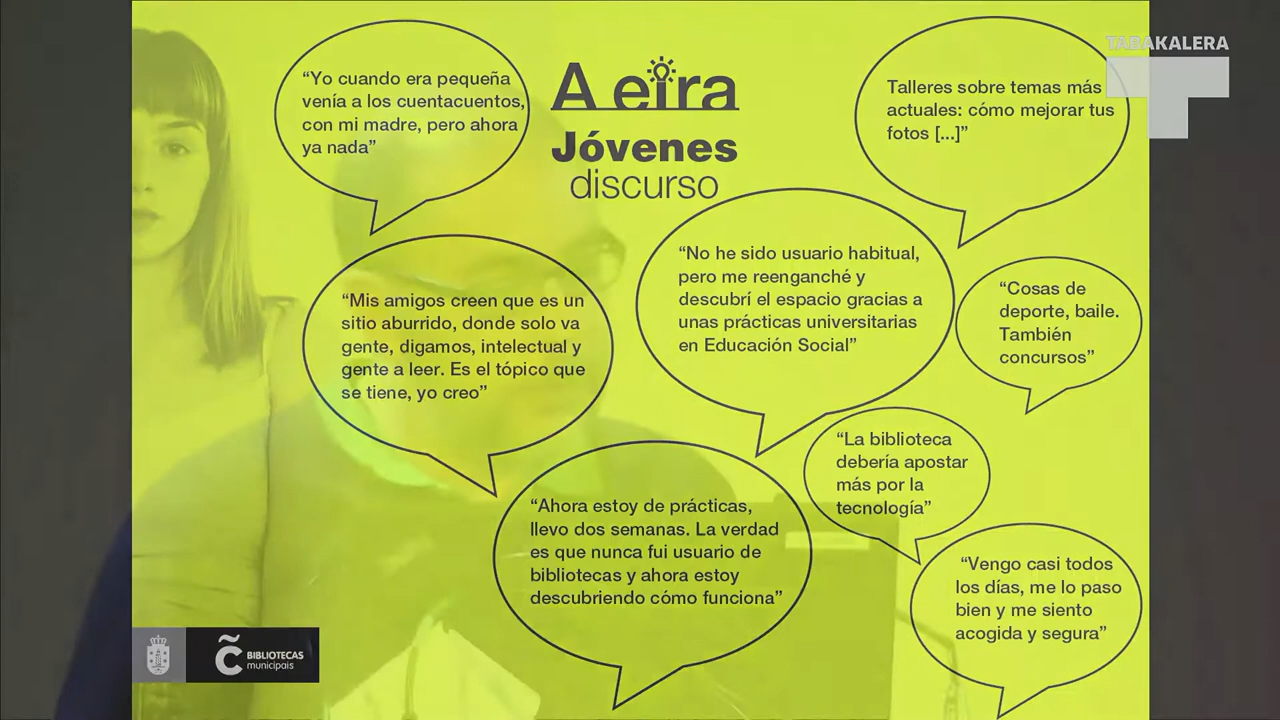 TABAKALERA
A eira
Jóvenes
discurso
“Yo cuando era pequeña
venía a los cuentacuentos,
con mi madre, pero ahora
ya nada”
Talleres sobre temas más
actuales: cómo mejorar tus
fotos [...]”
“Mis amigos creen que es un
sitio aburrido, donde solo va
gente, digamos, intelectual y
gente a leer. Es el tópico que
se tiene, yo creo”
“No he sido usuario habitual,
pero me reenganché y
descubrí el espacio gracias a
unas prácticas universitarias
en Educación Social”
“Cosas de
deporte, baile.
También
concursos”
“La biblioteca
debería apostar
más por la
tecnología”
“Ahora estoy de prácticas,
llevo dos semanas. La verdad
es que nunca fui usuario de
bibliotecas y ahora estoy
descubriendo cómo funciona”
“Vengo casi todos
los días, me lo paso
bien y me siento
acogida y segura”
BIBLIOTECAS
municipais